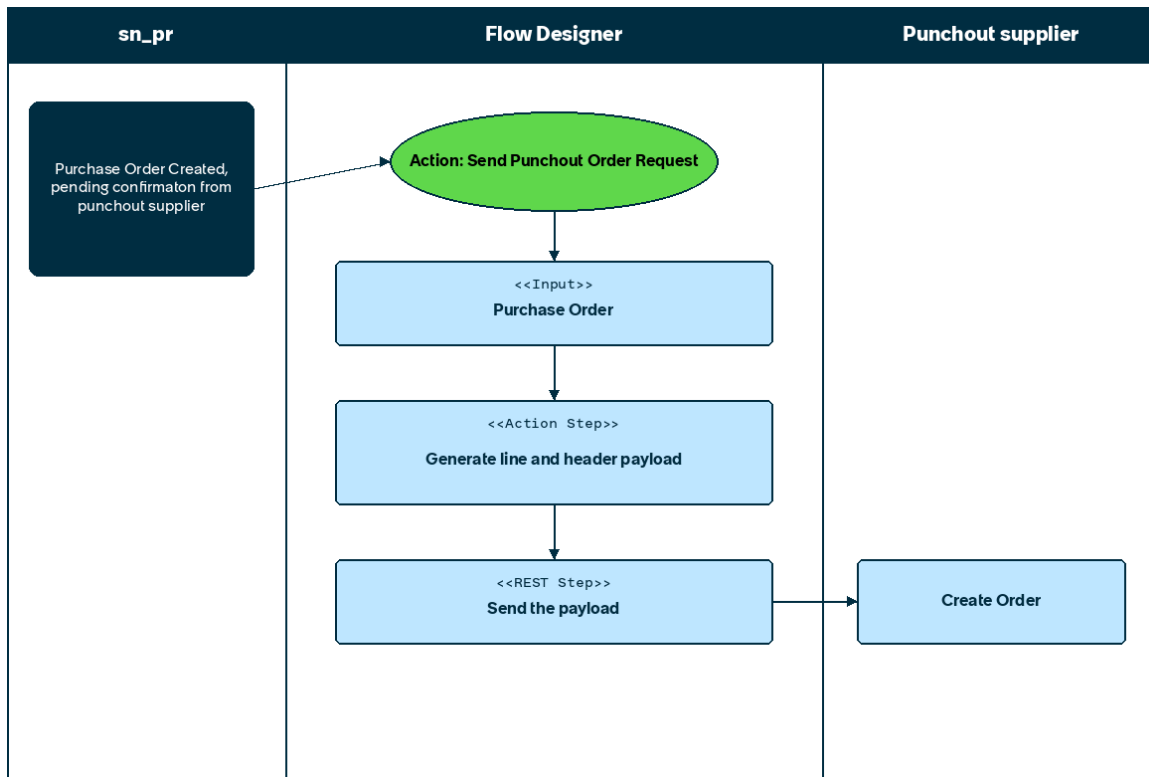 sn_pr
Flow Designer
Punchout supplier
Purchase Order Created,
pending confirmaton from
punchout supplier
Action: Send Punchout Order Request
<<Input>>
Purchase Order
<<Action Step>>
Generate line and header payload
<<REST Step>>
Send the payload
Create Order